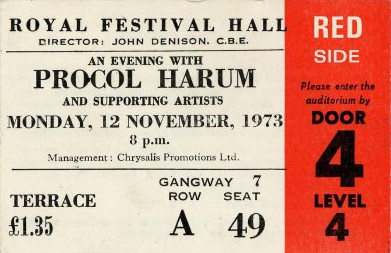 ROYAL FESTIVAL HALL
DIRECTOR: JOHN DENISON, C.B.E.
AN EVENING WITH
PROCOL HARUM
AND SUPPORTING ARTISTS
MONDAY, 12 NOVEMBER, 1973
8 p.m.
Management : Chrysalis Promotions Ltd.
GANGWAY 7
ROW SEAT
TERRACE
£1.35
A 49
RED
SIDE
Please enter the
auditorium by
DOOR
4
LEVEL
4